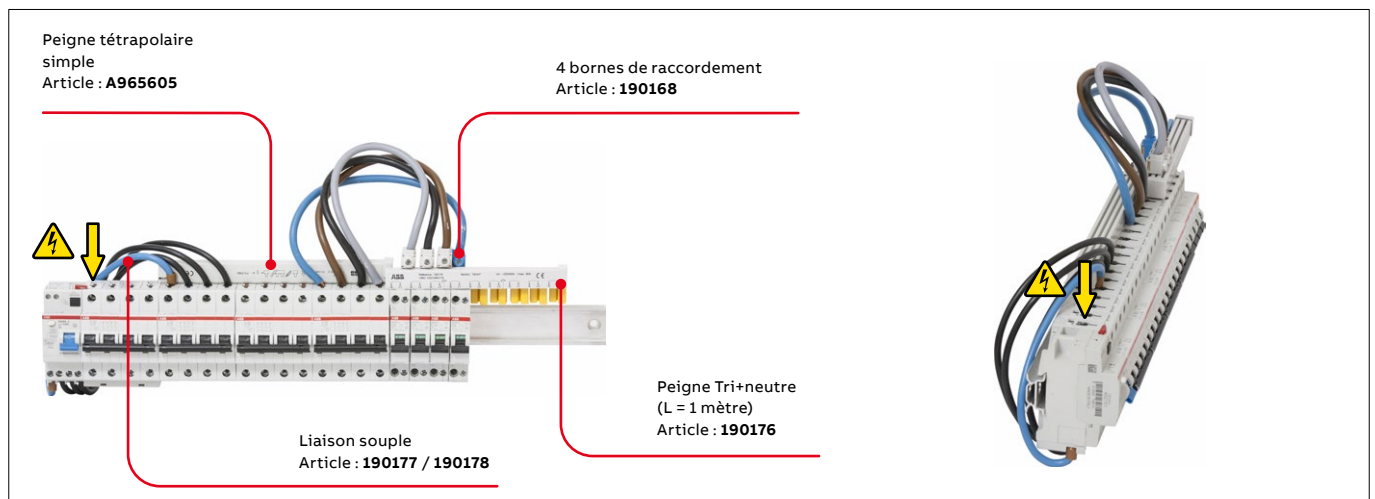 Peigne tétrapolaire
simple
Article : A965605
4 bornes de raccordement
Article : 190168
ABB
Peigne Tri+neutre
(L = 1 mètre)
Article : 190176
Liaison souple
Article : 190177 / 190178